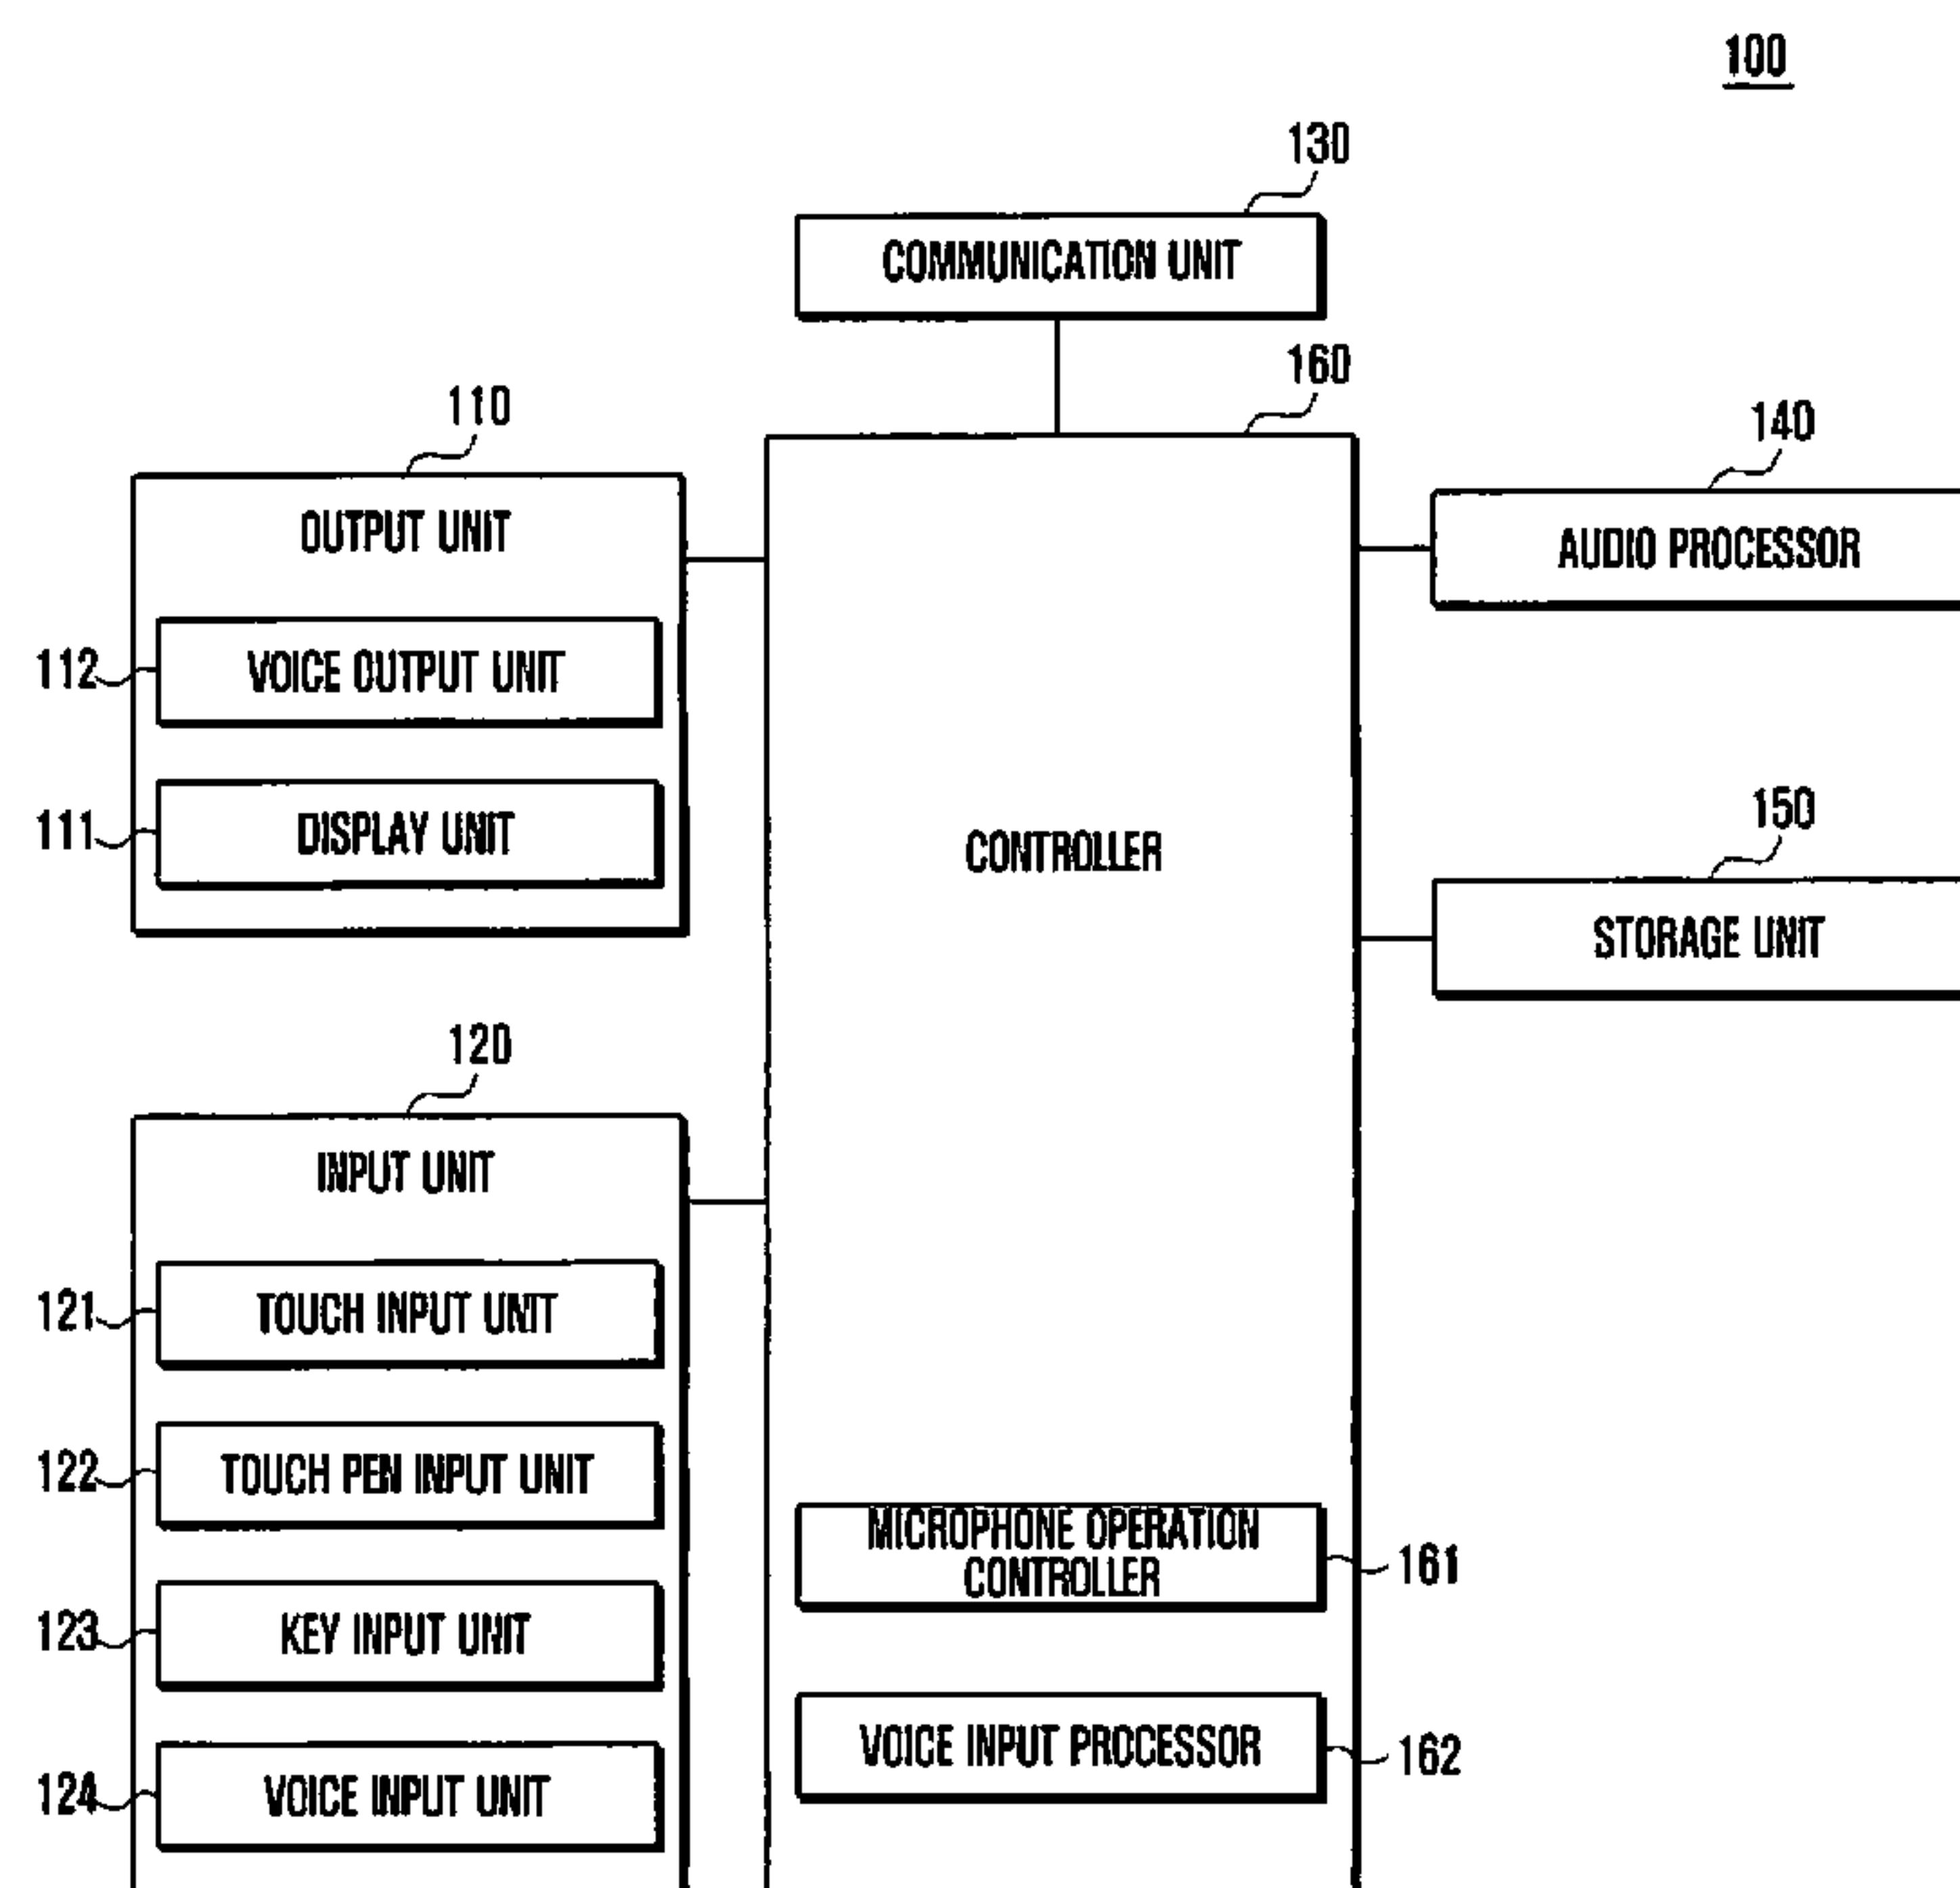 100
130
COMMUNICATION UNIT
160
110
140
OUTPUT UNIT
AUDIO PROCESSOR
112
VOICE OUTPUT UNIT
111
DISPLAY UNIT
CONTROLLER
150
STORAGE UNIT
120
INPUT UNIT
121
TOUCH INPUT UNIT
122
TOUCH PEN INPUT UNIT
MICROPHONE OPERATION
CONTROLLER
161
123
KEY INPUT UNIT
VOICE INPUT PROCESSOR
162
124
VOICE INPUT UNIT